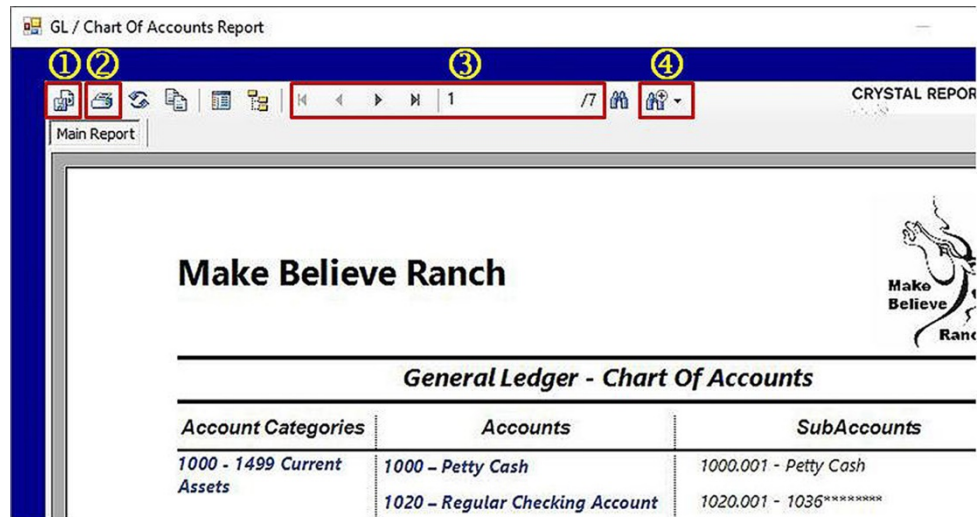 GL / Chart Of Accounts Report
① ② ③ ④
1 /7
CRYSTAL REPOR
Main Report
Make Believe Ranch
Make
Believe
Ranc
General Ledger - Chart Of Accounts
Account Categories Accounts SubAccounts
1000 - 1499 Current 1000 – Petty Cash 1000.001 - Petty Cash
Assets
1020 – Regular Checking Account 1020.001 - 1036********